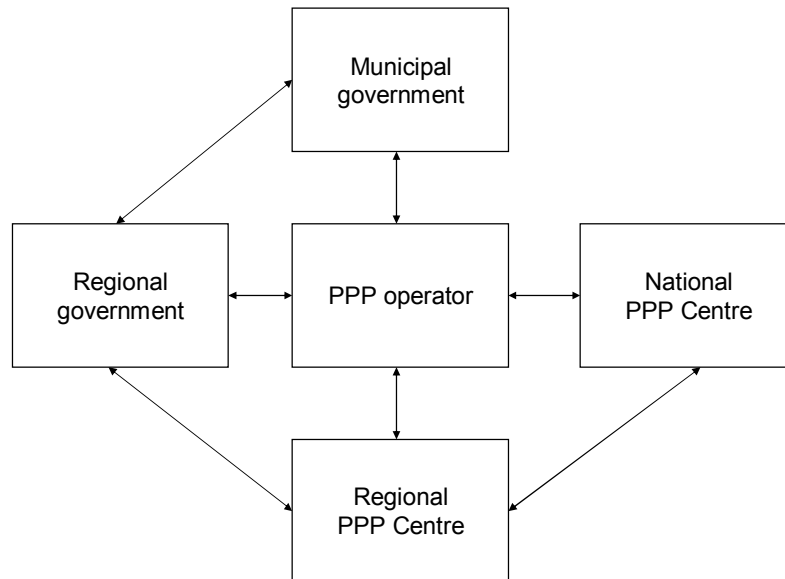 Municipal
government
Regional
government
PPP operator
National
PPP Centre
Regional
PPP Centre